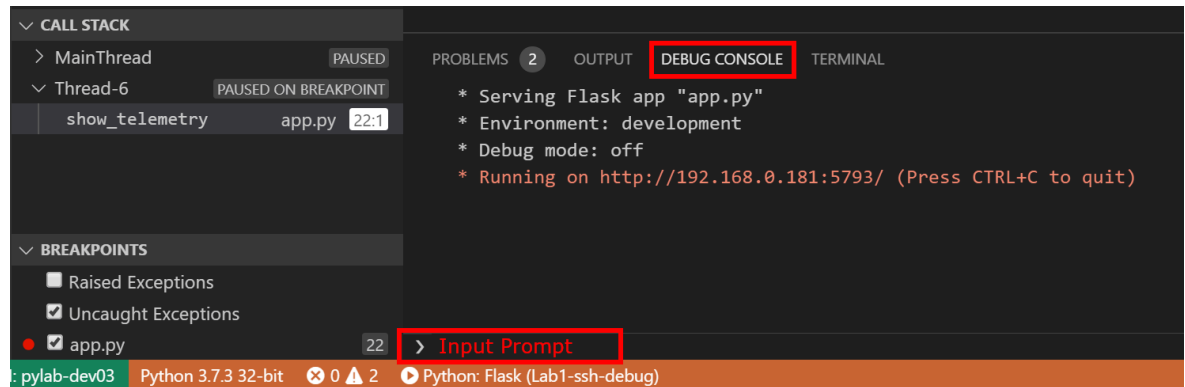 CALL STACK
MainThread PAUSED
Thread-6 PAUSED ON BREAKPOINT
show_telemetry app.py 22:1
BREAKPOINTS
Raised Exceptions
Uncaught Exceptions
app.py 22
PROBLEMS 2 OUTPUT DEBUG CONSOLE TERMINAL
* Serving Flask app "app.py"
* Environment: development
* Debug mode: off
* Running on http://192.168.0.181:5793/ (Press CTRL+C to quit)
> Input Prompt
: pylab-dev03 Python 3.7.3 32-bit 0 2 Python: Flask (Lab1-ssh-debug)